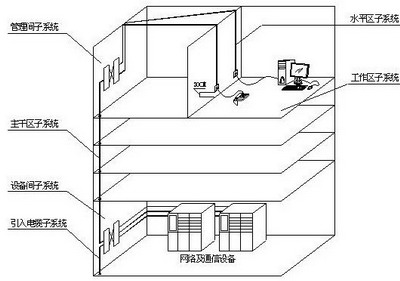 管理间子系统
水平区子系统
工作区子系统
主干区子系统
设备间子系统
引入电缆子系统
网络及通信设备